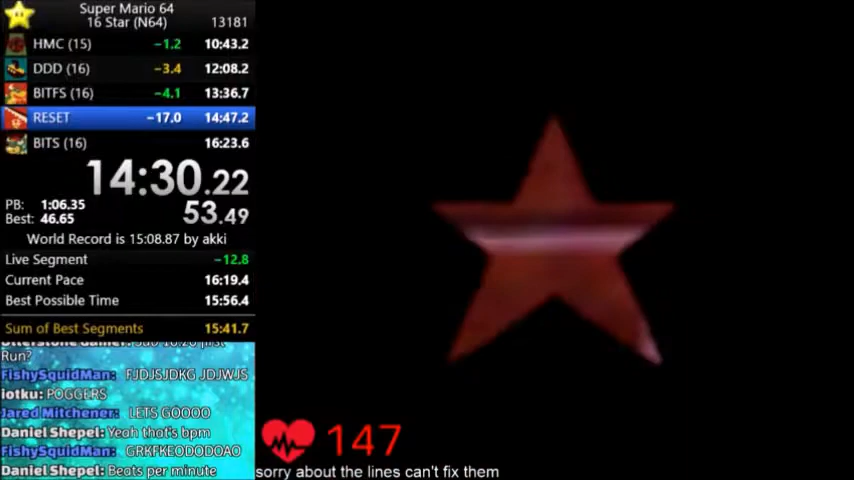 Super Mario 64
16 Star (N64) 13181
HMC (15) −1.2 10:43.2
DDD (16) −3.4 12:08.2
BITFS (16) −4.1 13:36.7
RESET −17.0 14:47.2
BITS (16) 16:23.6
14:30.22
PB: 1:06.35
Best: 46.65 53.49
World Record is 15:08.87 by akki
Live Segment −12.8
Current Pace 16:19.4
Best Possible Time 15:56.4
Sum of Best Segments 15:41.7
Run?
FishySquidMan: FJDJSJDKG JDJWJS
iotku: POGGERS
Jared Mitchener: LETS GOOOO
Daniel Shepel: Yeah that's bpm
FishySquidMan: GRKFKEODODOAO
Daniel Shepel: Beats per minute
147
sorry about the lines can't fix them